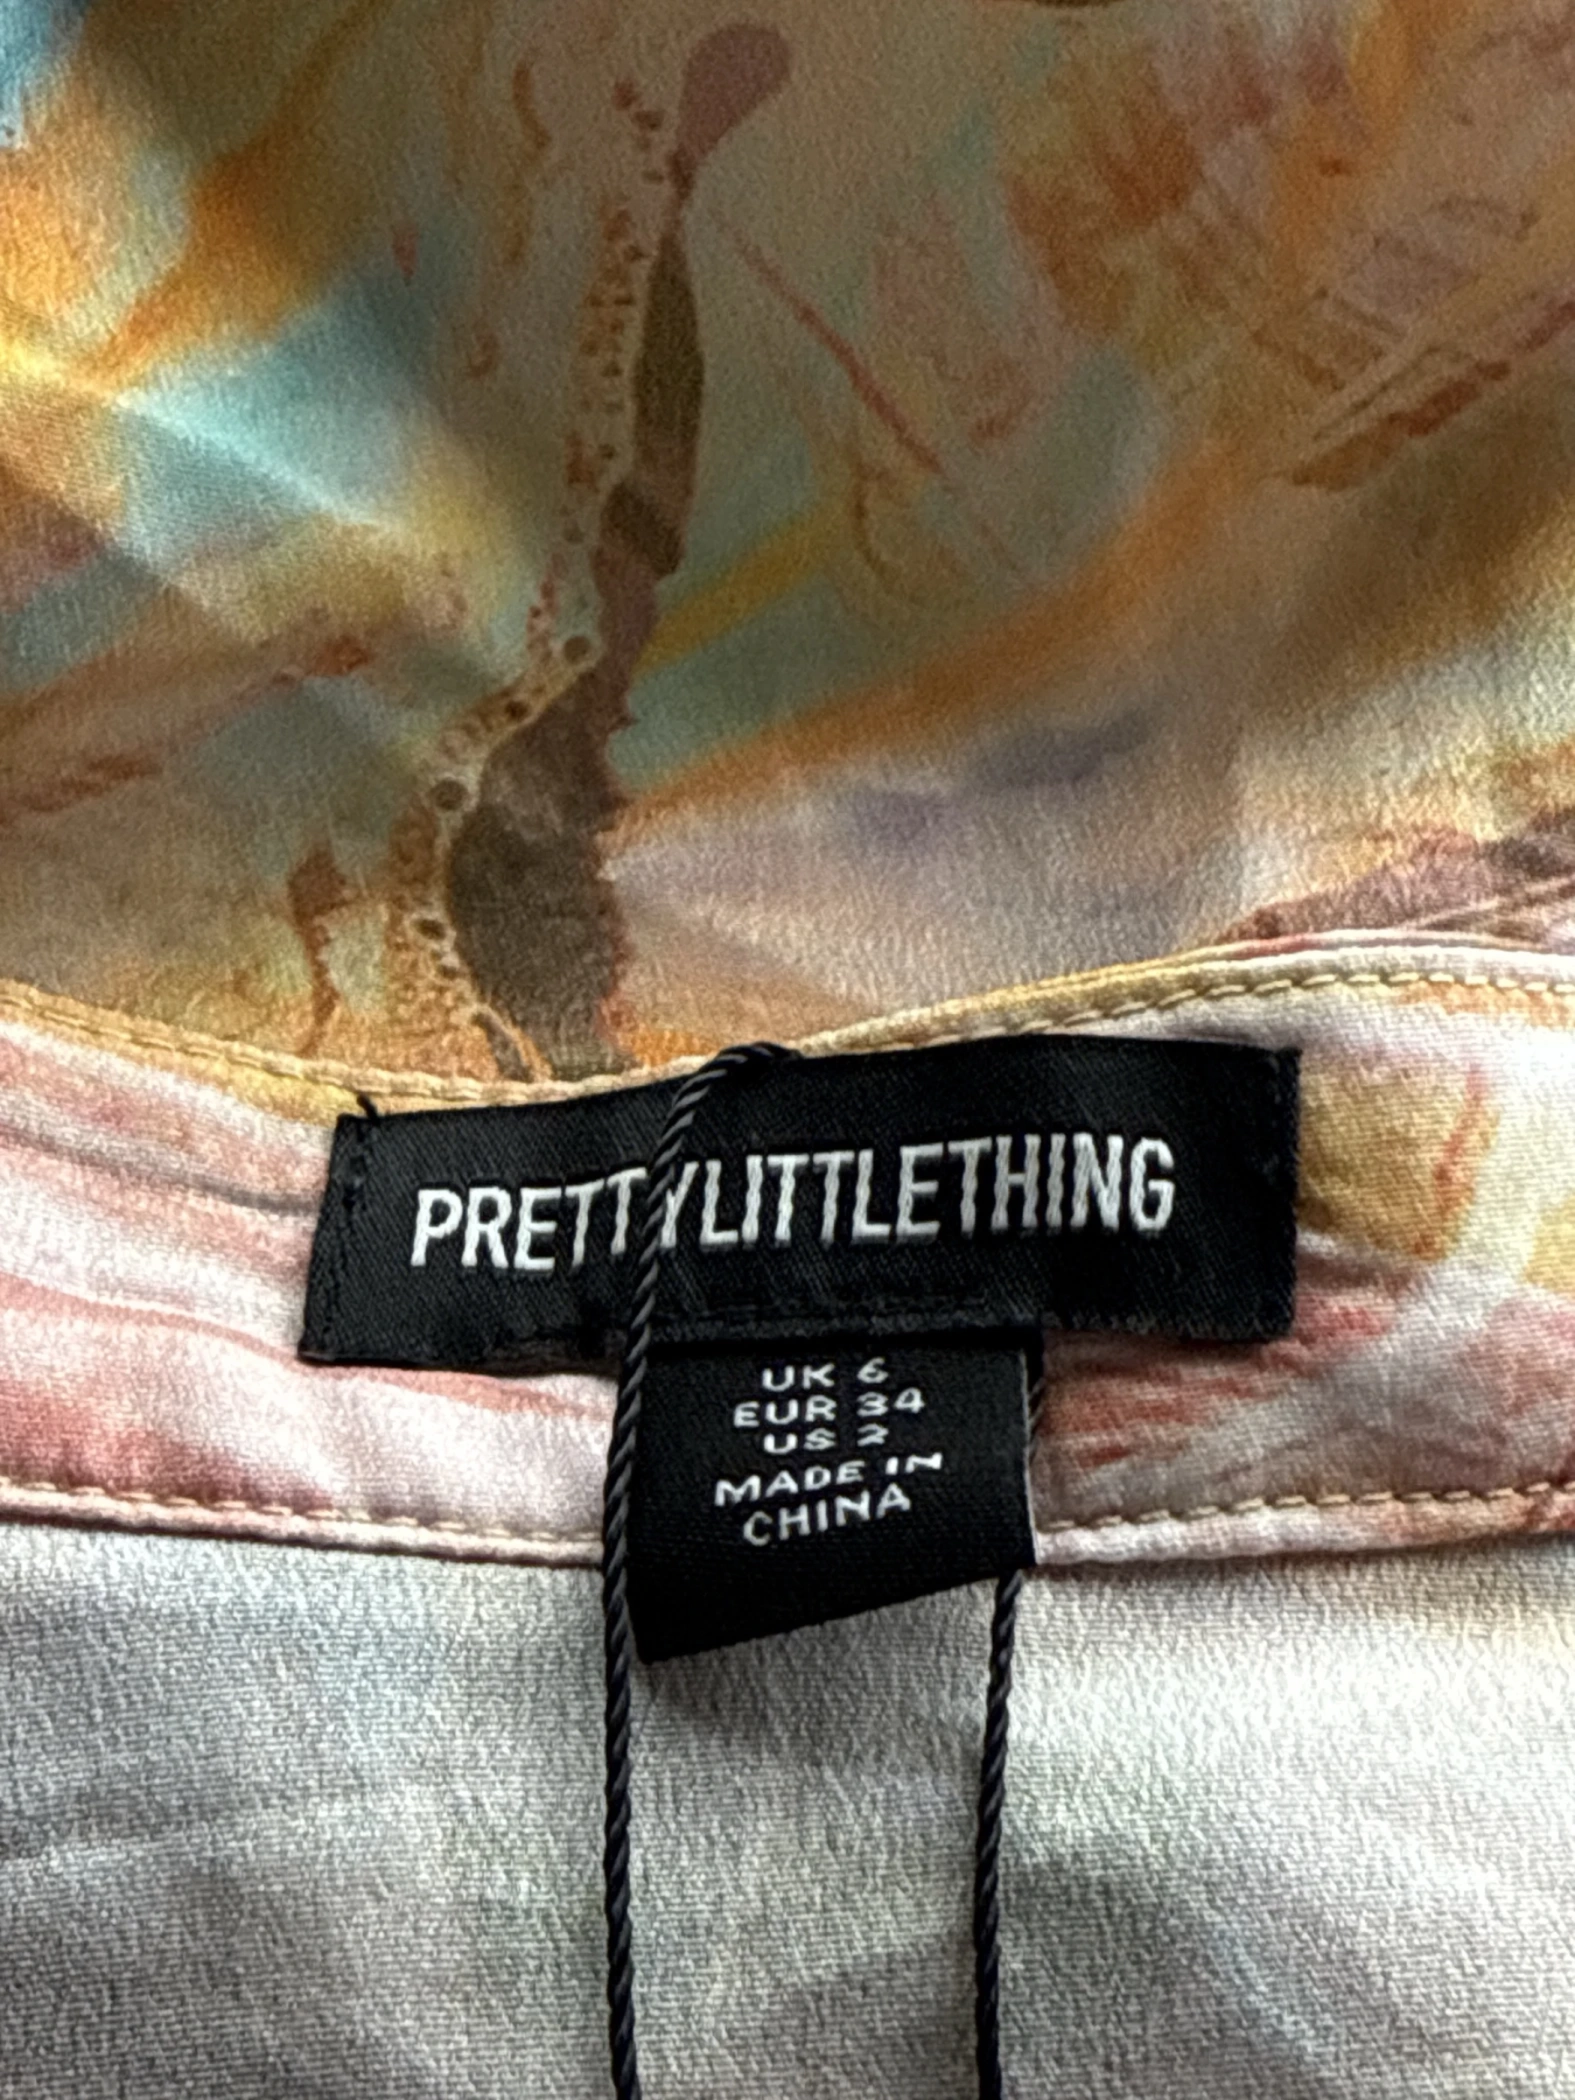 PRETTYLITTLETHING
UK 6
EUR 34
US 2
MADE IN
CHINA